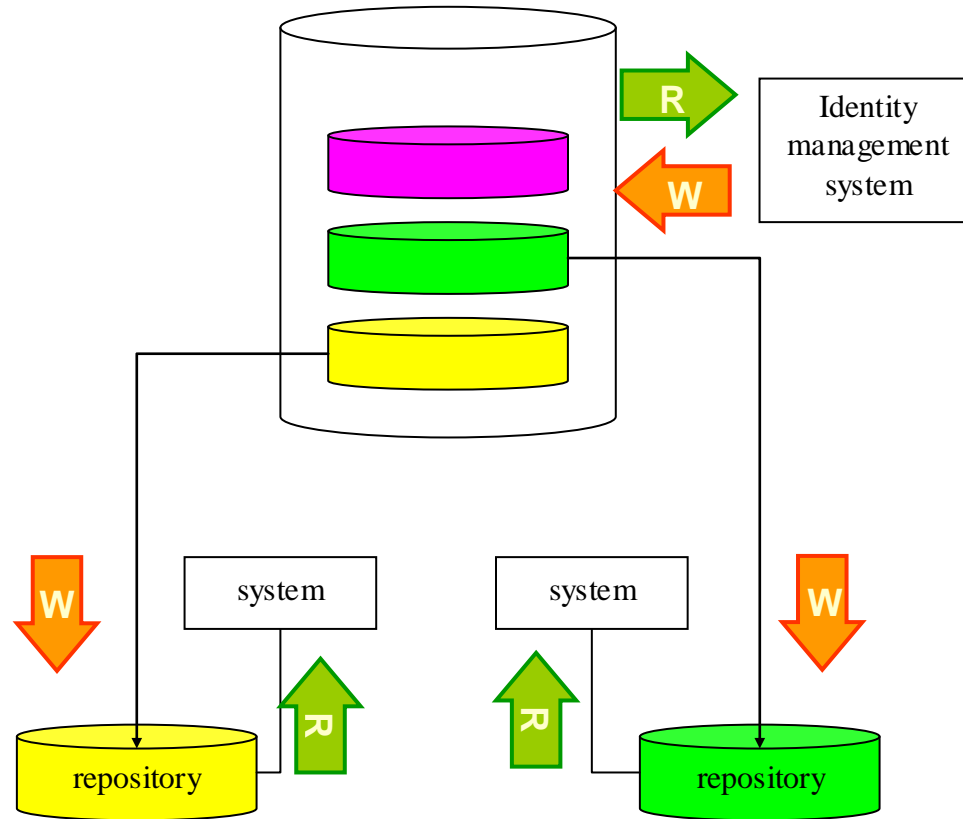 R
Identity
management
system
W
system
system
W
W
R
R
repository
repository